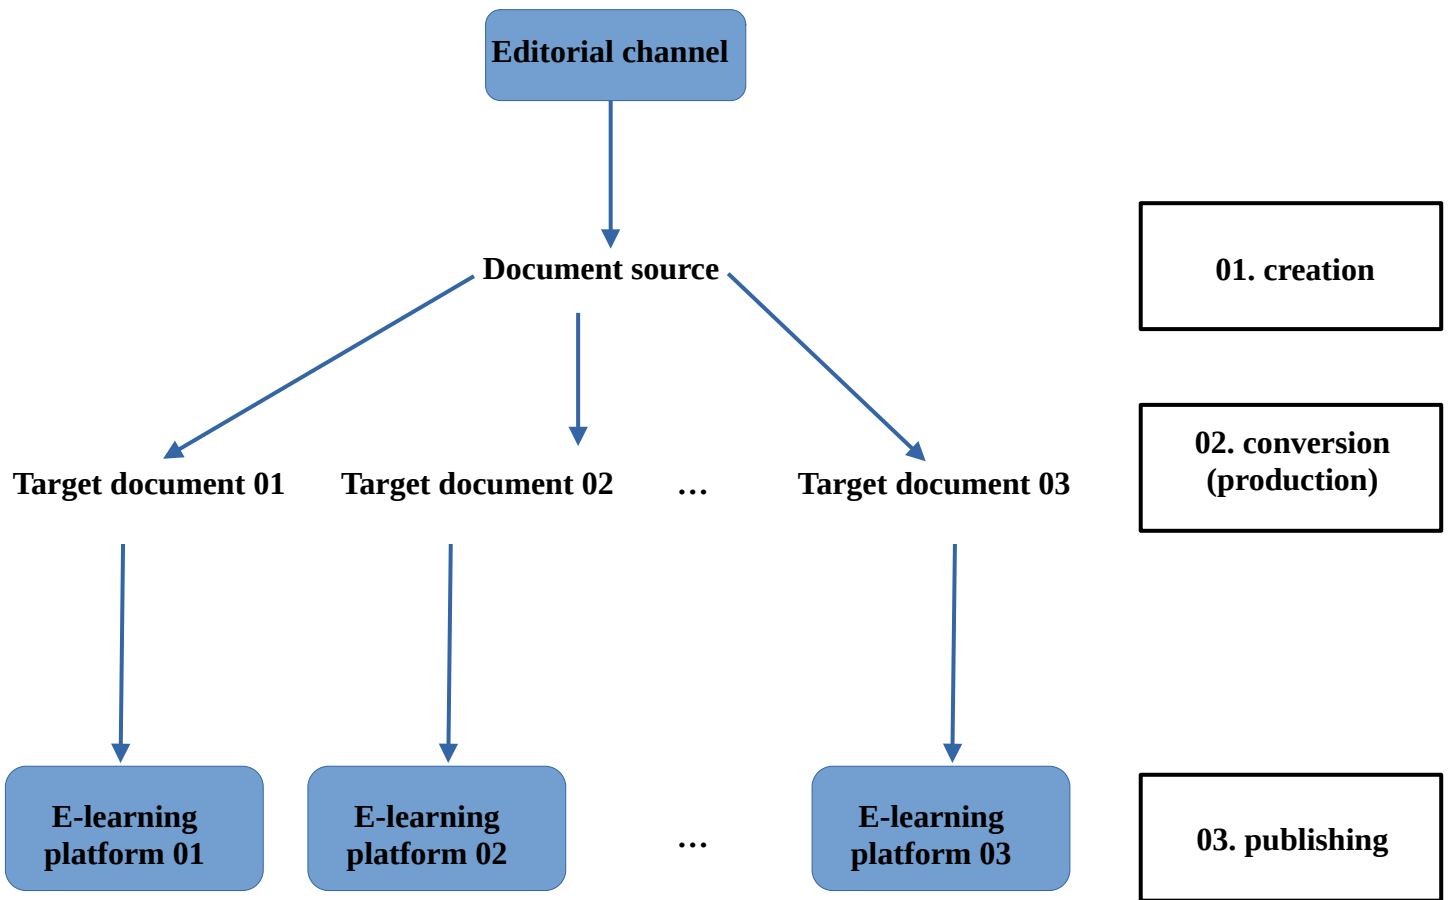 Editorial channel
Document source
01. creation
02. conversion
(production)
Target document 01
Target document 02
…
Target document 03
E-learning
platform 01
E-learning
platform 02
…
E-learning
platform 03
03. publishing